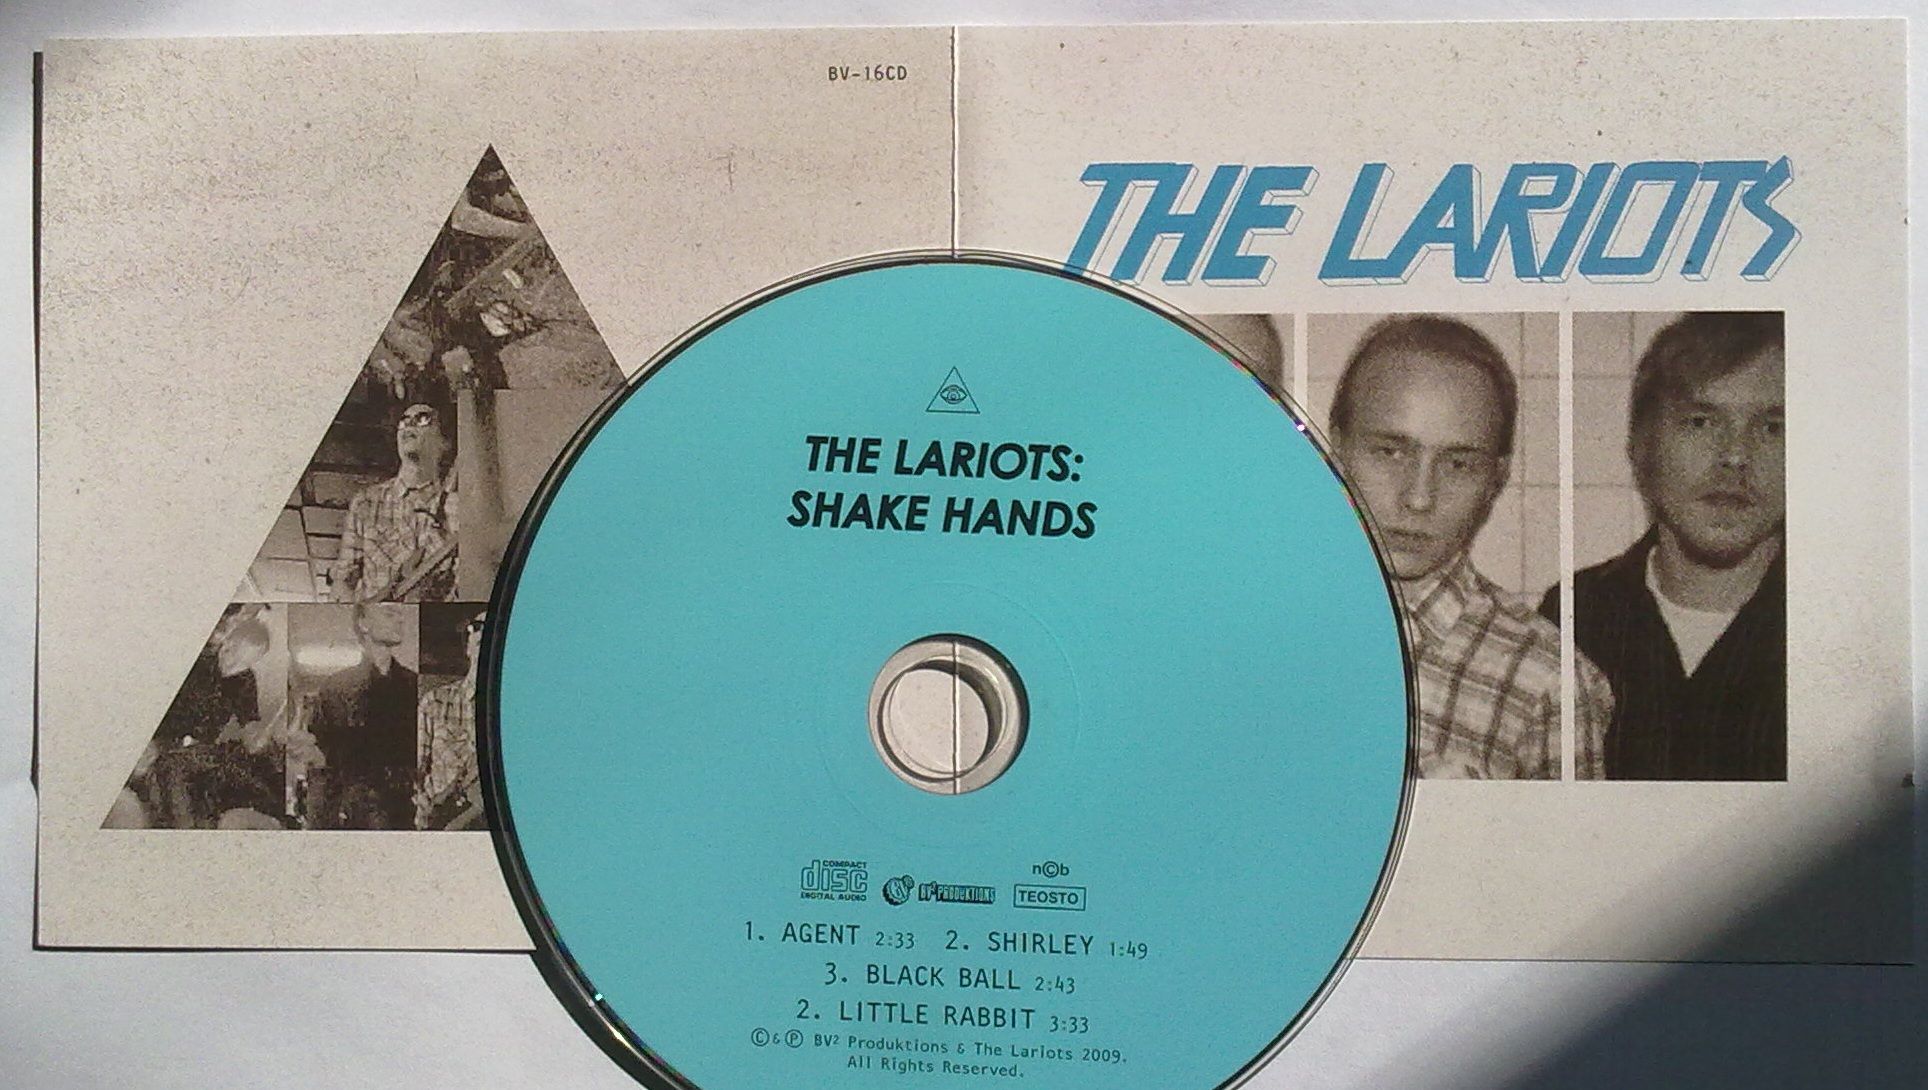 BV-16CD
THE LARIOTS
THE LARIOTS:
SHAKE HANDS
COMPACT
disc
DIGITAL AUDIO
BV² PRODUKTIONS
n©b
TEOSTO
1. AGENT 2:33 2. SHIRLEY 1:49
3. BLACK BALL 2:43
2. LITTLE RABBIT 3:33
©&℗ BV² Produktions & The Lariots 2009.
All Rights Reserved.